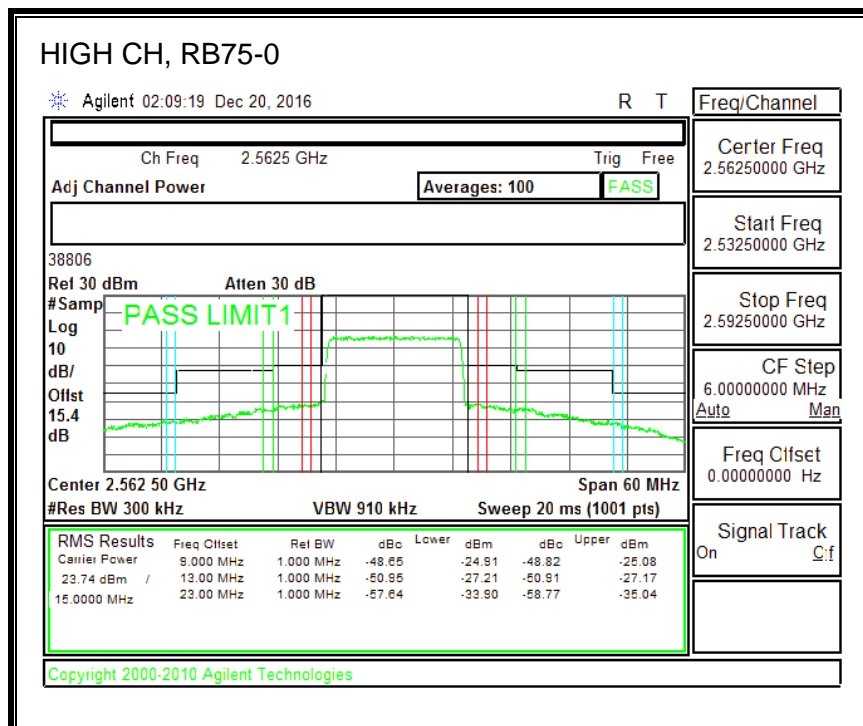 HIGH CH, RB75-0
Agilent 02:09:19 Dec 20, 2016 R T
Freq/Channel
Ch Freq 2.5625 GHz Trig Free
Adj Channel Power Averages: 100 PASS
Center Freq
2.56250000 GHz
Start Freq
2.53250000 GHz
38806
Ref 30 dBm Atten 30 dB
#Samp
Log
10
dB/
Offst
15.4
dB
PASS LIMIT1
Stop Freq
2.59250000 GHz
CF Step
6.00000000 MHz
Auto Man
Freq Offset
0.00000000 Hz
Center 2.562 50 GHz Span 60 MHz
#Res BW 300 kHz VBW 910 kHz Sweep 20 ms (1001 pts)
Signal Track
On Off
RMS Results Freq Offset Ref BW dBc Lower dBm dBc Upper dBm
Carrier Power 9.000 MHz 1.000 MHz -48.65 -24.91 -48.82 -25.08
23.74 dBm / 13.00 MHz 1.000 MHz -50.95 -27.21 -50.91 -27.17
15.0000 MHz 23.00 MHz 1.000 MHz -57.64 -33.90 -58.77 -35.04
Copyright 2000-2010 Agilent Technologies